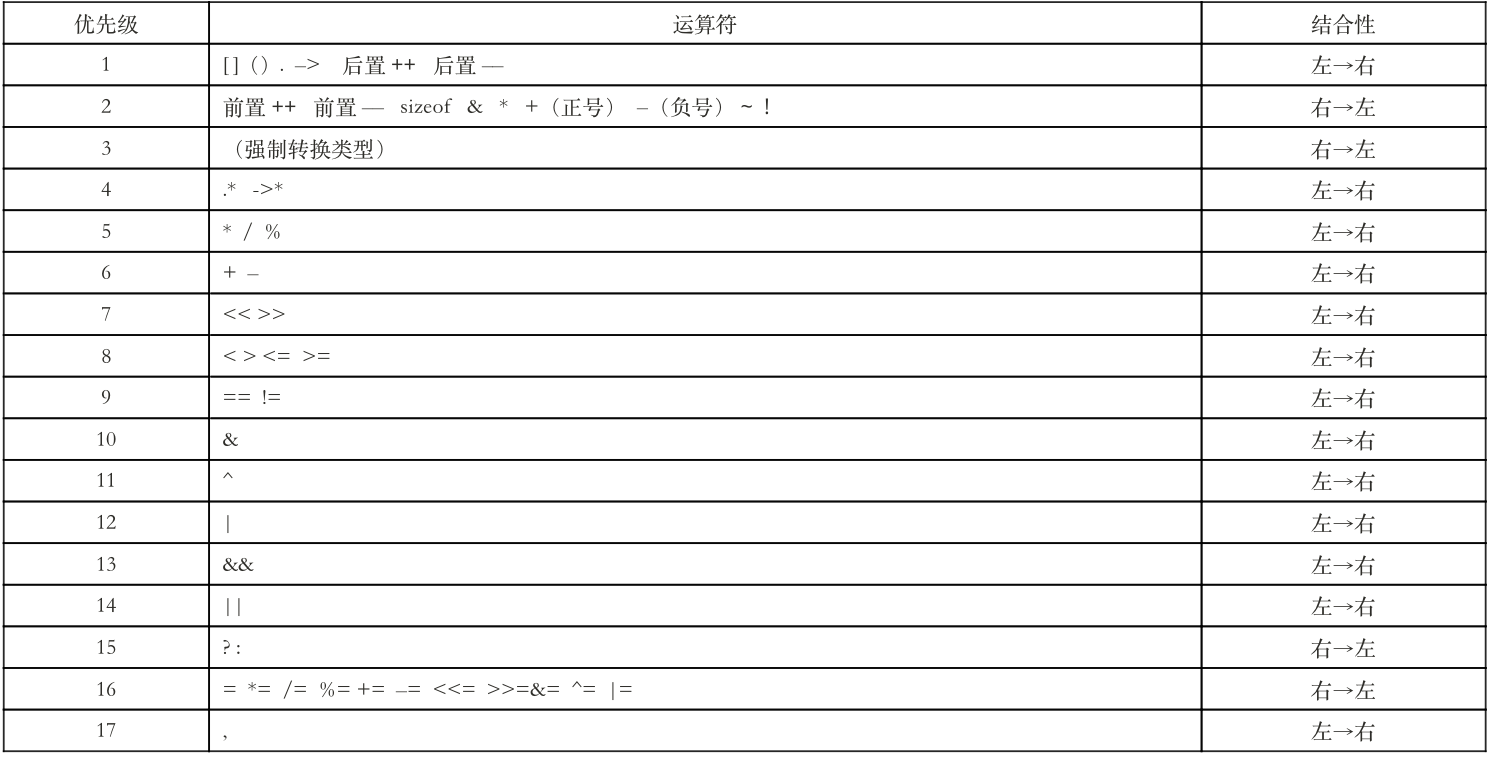 优先级 运算符 结合性
1 [] () . –> 后置++ 后置— 左→右
2 前置++ 前置— sizeof & * +（正号） –（负号） ~ ! 右→左
3 （强制转换类型） 右→左
4 .* ->* 左→右
5 * / % 左→右
6 + – 左→右
7 << >> 左→右
8 < > <= >= 左→右
9 == != 左→右
10 & 左→右
11 ^ 左→右
12 | 左→右
13 && 左→右
14 || 左→右
15 ? : 右→左
16 = *= /= %= += –= <<= >>=&= ^= |= 右→左
17 , 左→右